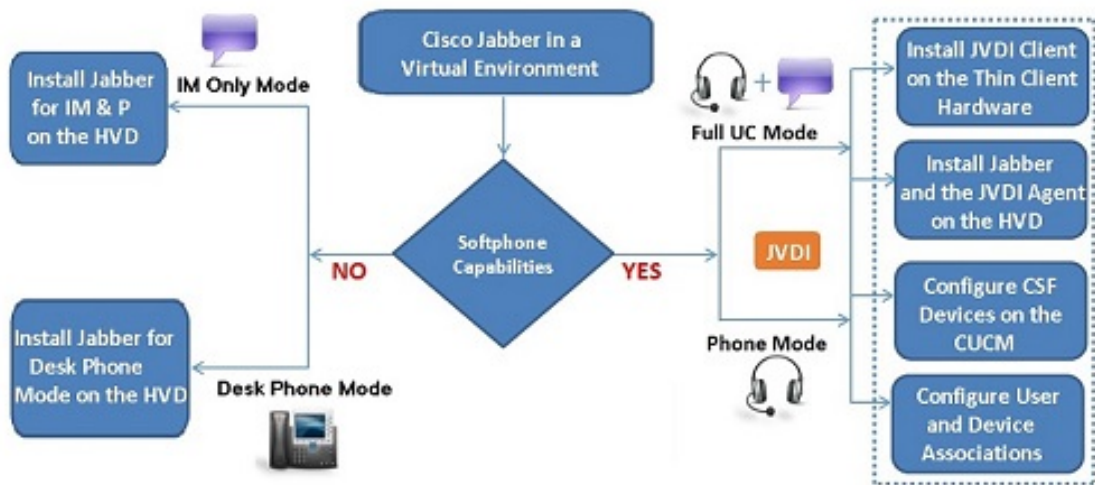 Cisco Jabber in a
Virtual Environment
IM Only Mode
Install Jabber
for IM & P
on the HVD
Softphone
Capabilities
NO
YES
Install Jabber for
Desk Phone
Mode on the HVD
Desk Phone Mode
+
Full UC Mode
JVDI
Phone Mode
Install JVDI Client
on the Thin Client
Hardware
Install Jabber
and the JVDI Agent
on the HVD
Configure CSF
Devices on the
CUCM
Configure User
and Device
Associations